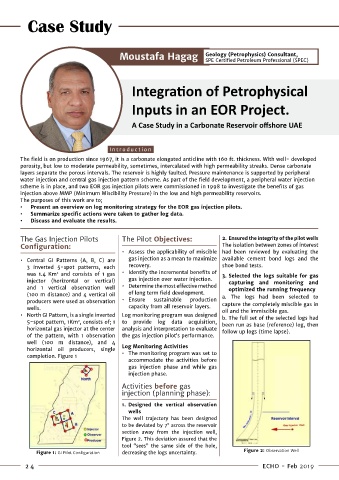 Case Study
Moustafa Hagag
Geology (Petrophysics) Consultant,
SPE Certified Petroleum Professional (SPEC)
Integration of Petrophysical
Inputs in an EOR Project.
A Case Study in a Carbonate Reservoir offshore UAE
Introduction
The field is on production since 1967, it is a carbonate elongated anticline with 160 ft. thickness. With well- developed
porosity, but low to moderate permeability, sometimes, intercalated with high permeability streaks. Dense carbonate
layers separate the porous intervals. The reservoir is highly faulted. Pressure maintenance is supported by peripheral
water injection and central gas injection pattern scheme. As part of the field development, a peripheral water injection
scheme is in place, and two EOR gas injection pilots were commissioned in 1998 to investigate the benefits of gas
injection above MMP (Minimum Miscibility Pressure) in the low and high permeability reservoirs.
The purposes of this work are to;
• Present an overview on log monitoring strategy for the EOR gas injection pilots.
• Summarize specific actions were taken to gather log data.
• Discuss and evaluate the results.
The Gas Injection Pilots
Configuration:
• Central GI Patterns (A, B, C) are
3 inverted 5-spot patterns, each
was 1.4 Km² and consists of 1 gas
injector (horizontal or vertical)
and 1 vertical observation well
(100 m distance) and 4 vertical oil
producers were used as observation
wells.
• North GI Pattern, is a single inverted
5-spot pattern, 1Km², consists of; 1
horizontal gas injector at the center
of the pattern, with 1 observation
well (100 m distance), and 4
horizontal oil producers, single
completion. Figure 1
North
Injector
Observer
Producer
Figure 1: GI Pilot Configuration
The Pilot Objectives:
• Assess the applicability of miscible
gas injection as a mean to maximize
recovery.
• Identify the incremental benefits of
gas injection over water injection.
• Determine the most effective method
of long term field development.
• Ensure sustainable production
capacity from all reservoir layers.
Log monitoring program was designed
to provide log data acquisition,
analysis and interpretation to evaluate
the gas injection pilot's performance.
Log Monitoring Activities
• The monitoring program was set to
accommodate the activities before
gas injection phase and while gas
injection phase.
Activities before gas
injection (planning phase):
1. Designed the vertical observation
wells
The well trajectory has been designed
to be deviated by 7° across the reservoir
section away from the injection well,
Figure 2. This deviation assured that the
tool "sees" the same side of the hole,
decreasing the logs uncertainty.
2. Ensured the integrity of the pilot wells
The isolation between zones of interest
had been reviewed by evaluating the
available cement bond logs and the
shoe bond tests.
3. Selected the logs suitable for gas
capturing and monitoring and
optimized the running frequency
a. The logs had been selected to
capture the completely miscible gas in
oil and the immiscible gas.
b. The full set of the selected logs had
been run as base (reference) log, then
follow up logs (time lapse).
Reservoir Interval
Figure 2: Observation Well
24
ECHO - Feb 2019